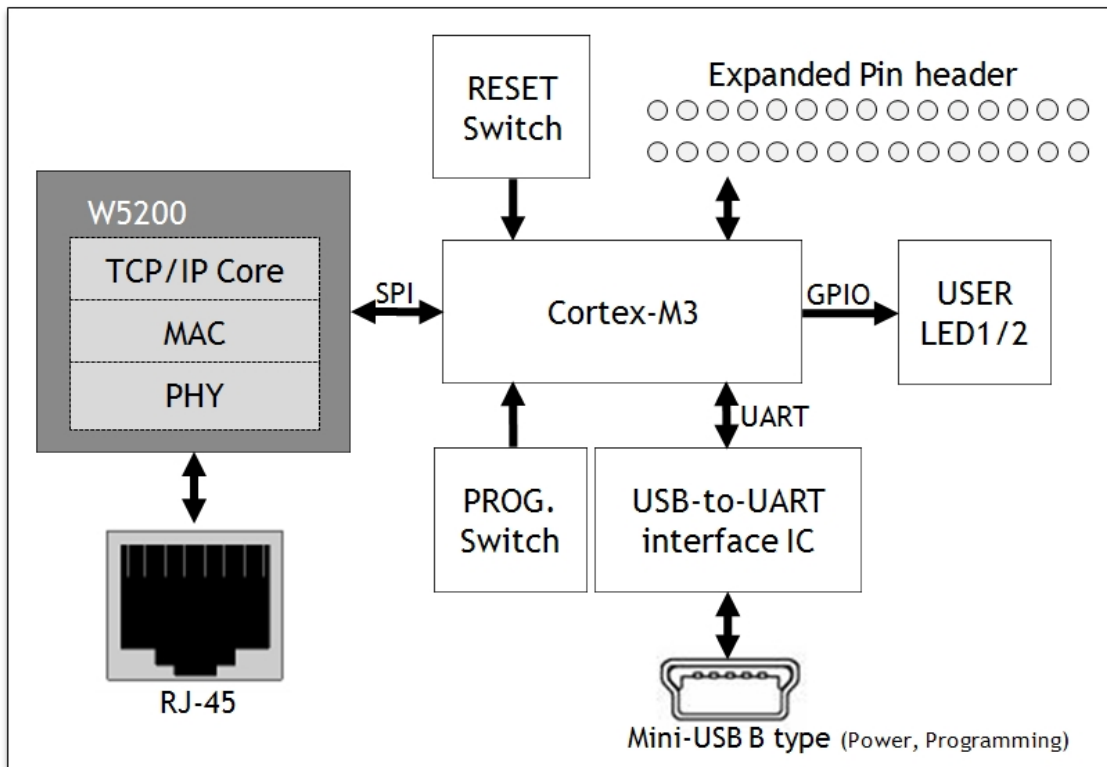 RESET
Switch
Expanded Pin header
W5200
TCP/IP Core
MAC
PHY
SPI
Cortex-M3
GPIO
USER
LED1/2
UART
PROG.
Switch
USB-to-UART
interface IC
RJ-45
Mini-USB B type (Power, Programming)